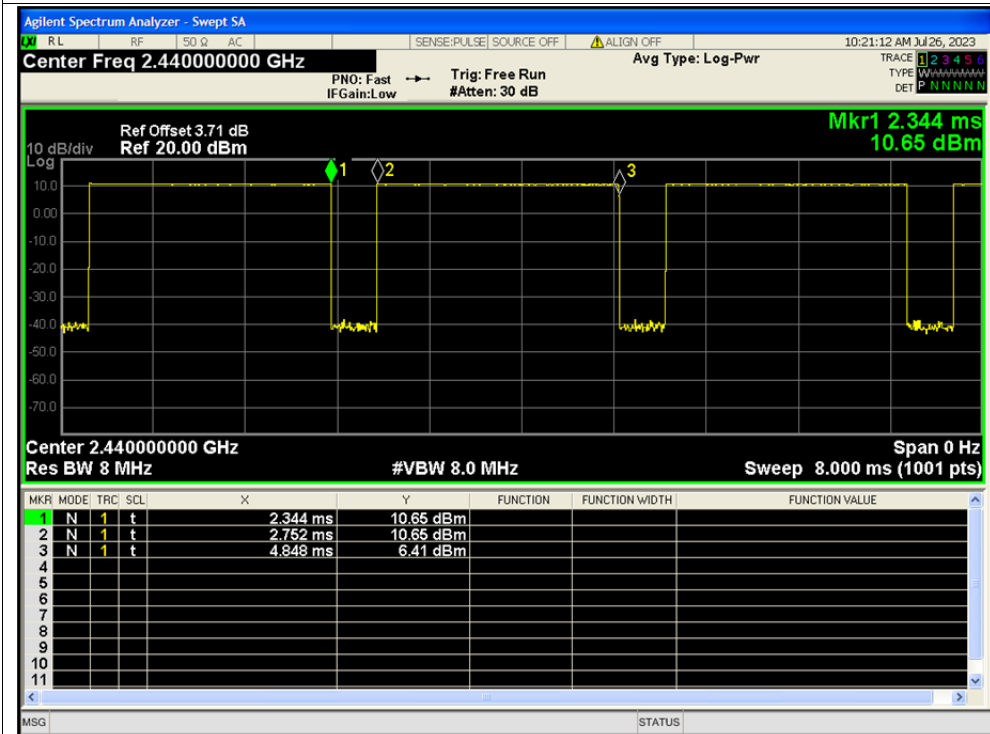 Agilent Spectrum Analyzer - Swept SA
LXI RL RF 50 Ω AC SENSE:PULSE SOURCE OFF ALIGN OFF 10:21:12 AM Jul 26, 2023
Center Freq 2.440000000 GHz
PNO: Fast
IFGain:Low
Trig: Free Run
#Atten: 30 dB
Avg Type: Log-Pwr
TRACE 1 2 3 4 5 6
TYPE W
DET P N N N N N
Ref Offset 3.71 dB
Ref 20.00 dBm
10 dB/div
Log
Mkr1 2.344 ms
10.65 dBm
1 2 3
10.0
0.00
-10.0
-20.0
-30.0
-40.0
-50.0
-60.0
-70.0
Center 2.440000000 GHz Span 0 Hz
Res BW 8 MHz #VBW 8.0 MHz Sweep 8.000 ms (1001 pts)
MKR MODE TRC SCL X Y FUNCTION FUNCTION WIDTH FUNCTION VALUE
1 N 1 t 2.344 ms 10.65 dBm
2 N 1 t 2.752 ms 10.65 dBm
3 N 1 t 4.848 ms 6.41 dBm
4
5
6
7
8
9
10
11
MSG STATUS